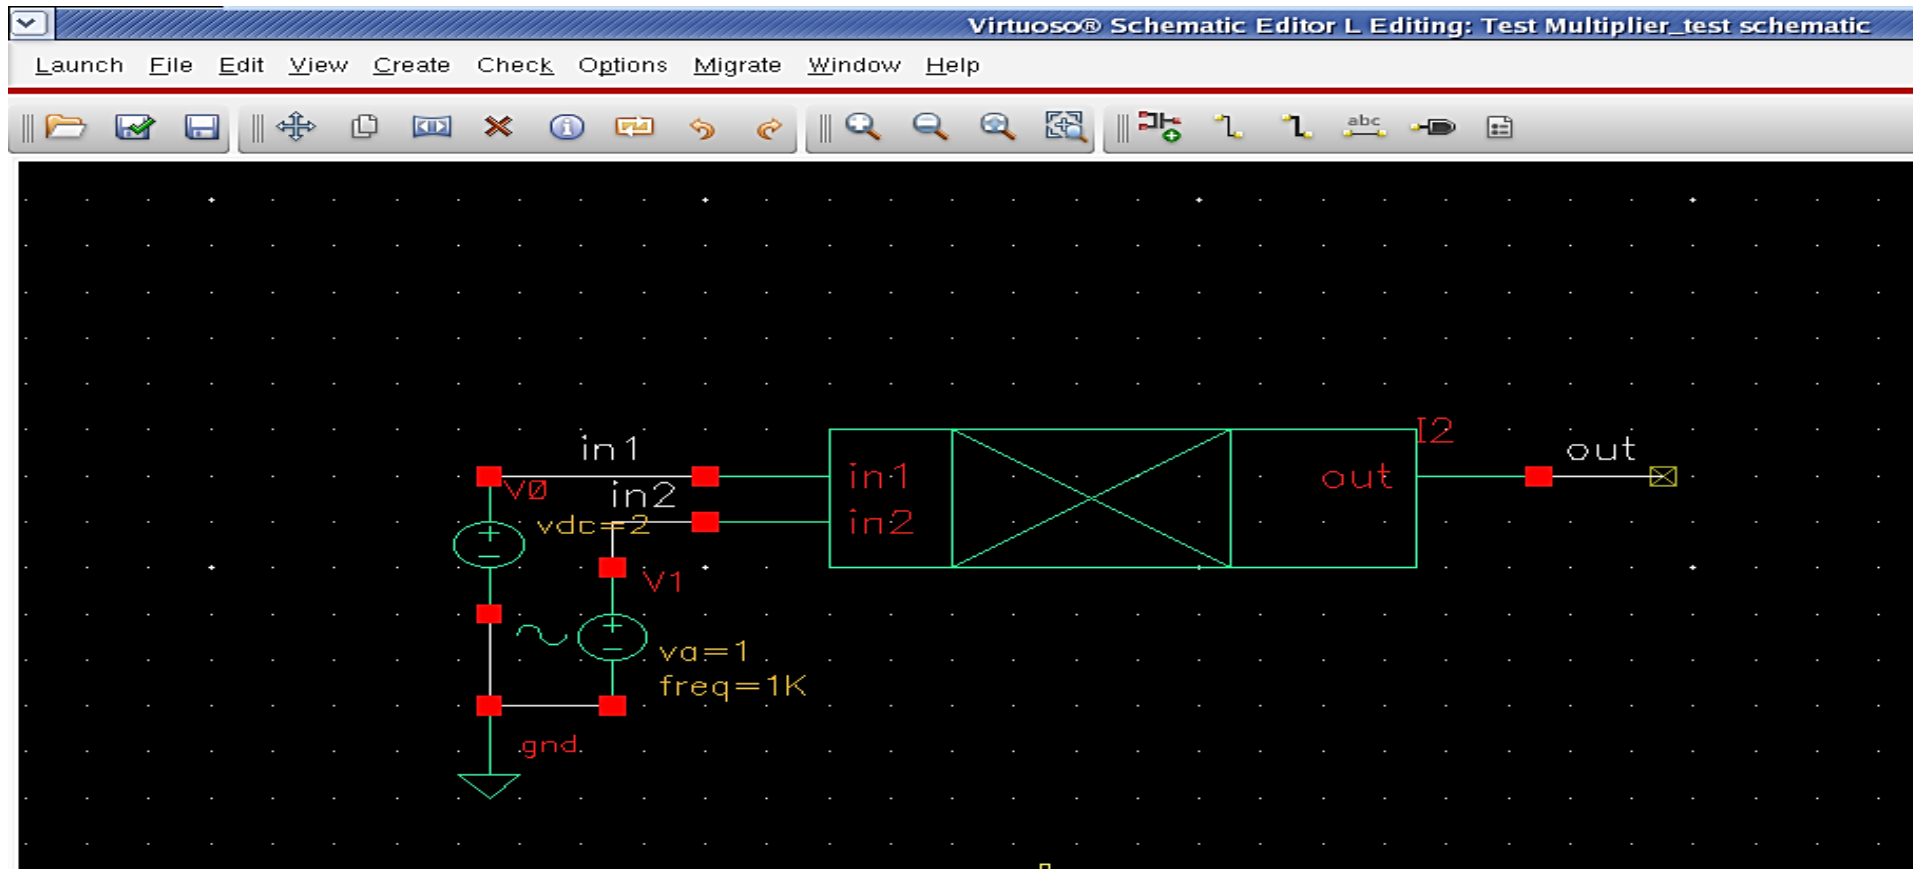 Virtuoso® Schematic Editor L Editing: Test Multiplier_test schematic
Launch File Edit View Create Check Options Migrate Window Help
abc
I2
in1
out
in1
out
V0
in2
vdc=2
in2
V1
va=1
freq=1K
gnd